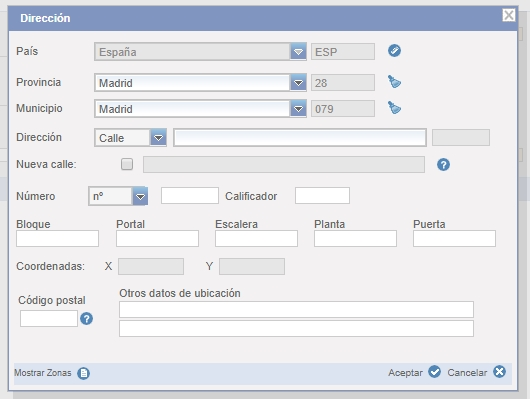 Dirección
País España ESP
Provincia Madrid 28
Municipio Madrid 079
Dirección Calle
Nueva calle: ?
Número nº Calificador
Bloque Portal Escalera Planta Puerta
Coordenadas: X Y
Código postal Otros datos de ubicación
?
Mostrar Zonas Aceptar Cancelar